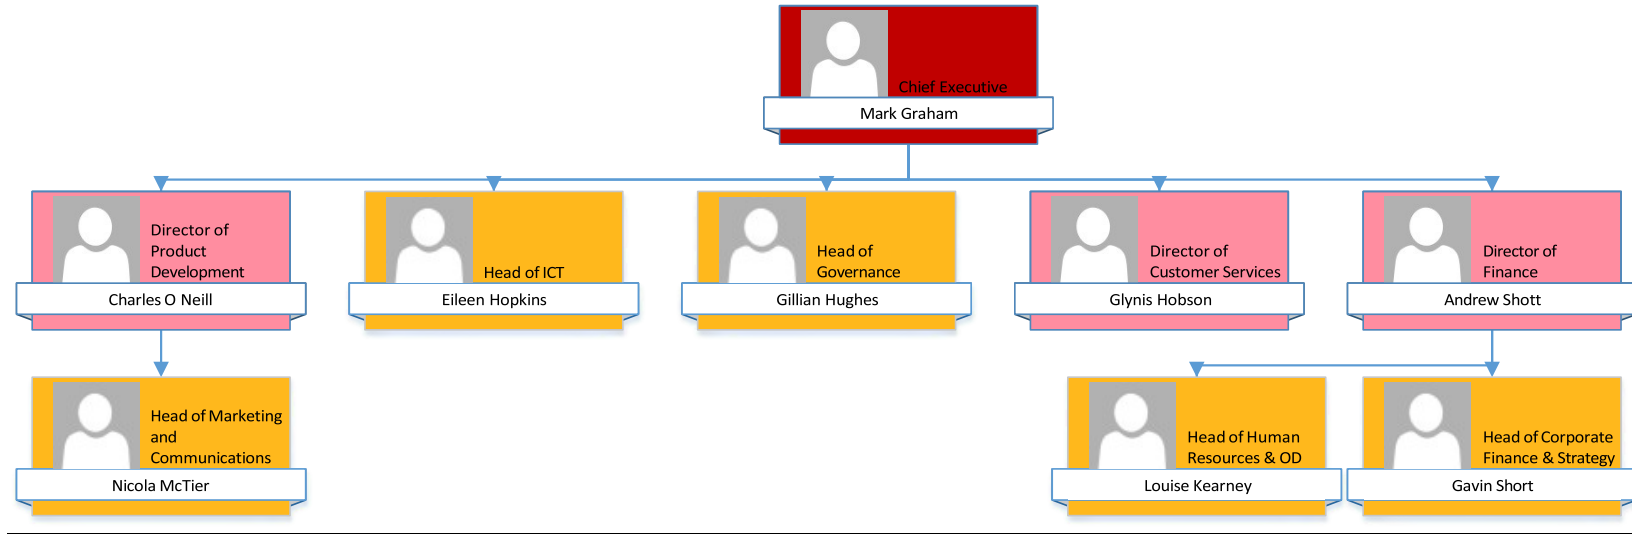 Chief Executive
Mark Graham
Director of
Product
Development
Charles O Neill
Head of ICT
Eileen Hopkins
Head of
Governance
Gillian Hughes
Director of
Customer Services
Glynis Hobson
Director of
Finance
Andrew Shott
Head of Marketing
and
Communications
Nicola McTier
Head of Human
Resources & OD
Louise Kearney
Head of Corporate
Finance & Strategy
Gavin Short